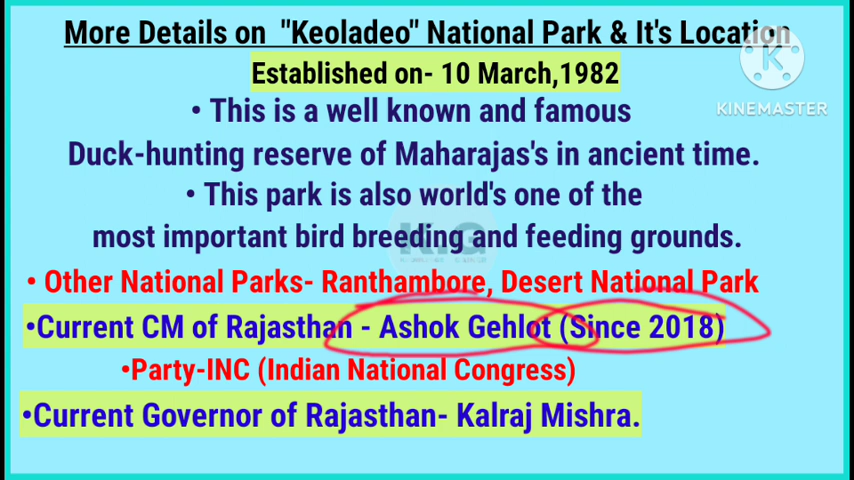 More Details on "Keoladeo" National Park & It's Location
Established on- 10 March,1982
KINEMASTER
• This is a well known and famous
Duck-hunting reserve of Maharajas's in ancient time.
• This park is also world's one of the
most important bird breeding and feeding grounds.
K.G
• Other National Parks- Ranthambore, Desert National Park
•Current CM of Rajasthan - Ashok Gehlot (Since 2018)
•Party-INC (Indian National Congress)
•Current Governor of Rajasthan- Kalraj Mishra.